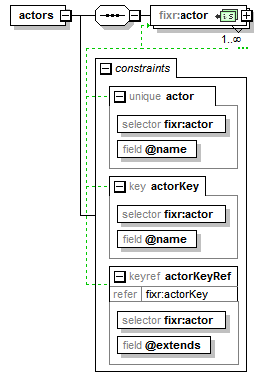 actors
fixr:actor
1..∞
constraints
unique actor
selector fixr:actor
field @name
key actorKey
selector fixr:actor
field @name
keyref actorKeyRef
refer fixr:actorKey
selector fixr:actor
field @extends